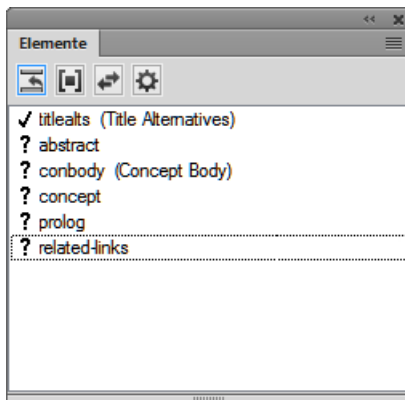 Elemente
titlealts (Title Alternatives)
? abstract
? conbody (Concept Body)
? concept
? prolog
? related-links